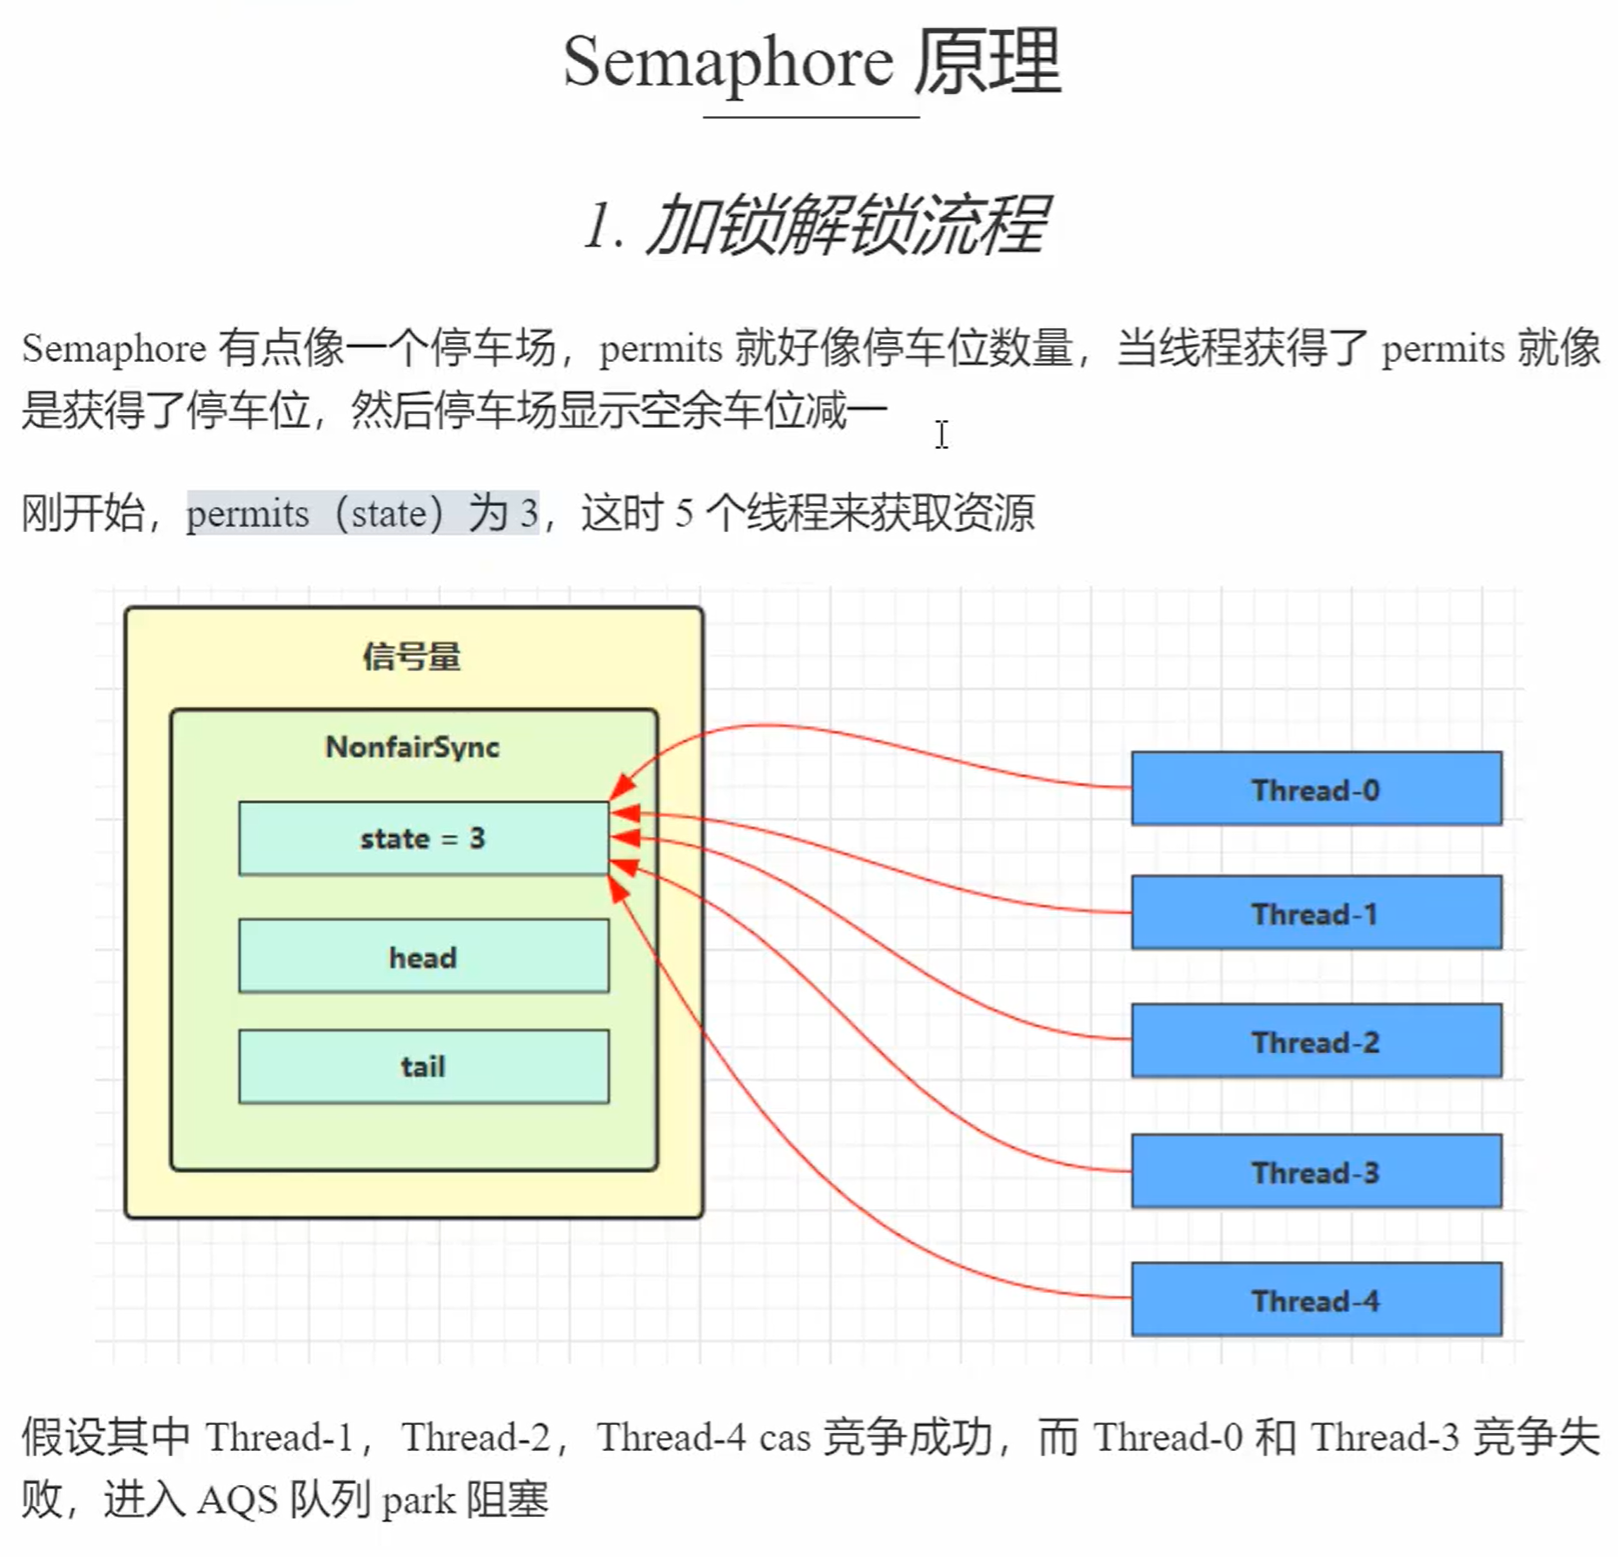 Semaphore 原理
1. 加锁解锁流程
Semaphore 有点像一个停车场，permits 就好像停车位数量，当线程获得了 permits 就像
是获得了停车位，然后停车场显示空余车位减一
刚开始，permits（state）为 3，这时 5 个线程来获取资源
信号量
NonfairSync
state = 3
head
tail
Thread-0
Thread-1
Thread-2
Thread-3
Thread-4
假设其中 Thread-1，Thread-2，Thread-4 cas 竞争成功，而 Thread-0 和 Thread-3 竞争失
败，进入 AQS 队列 park 阻塞